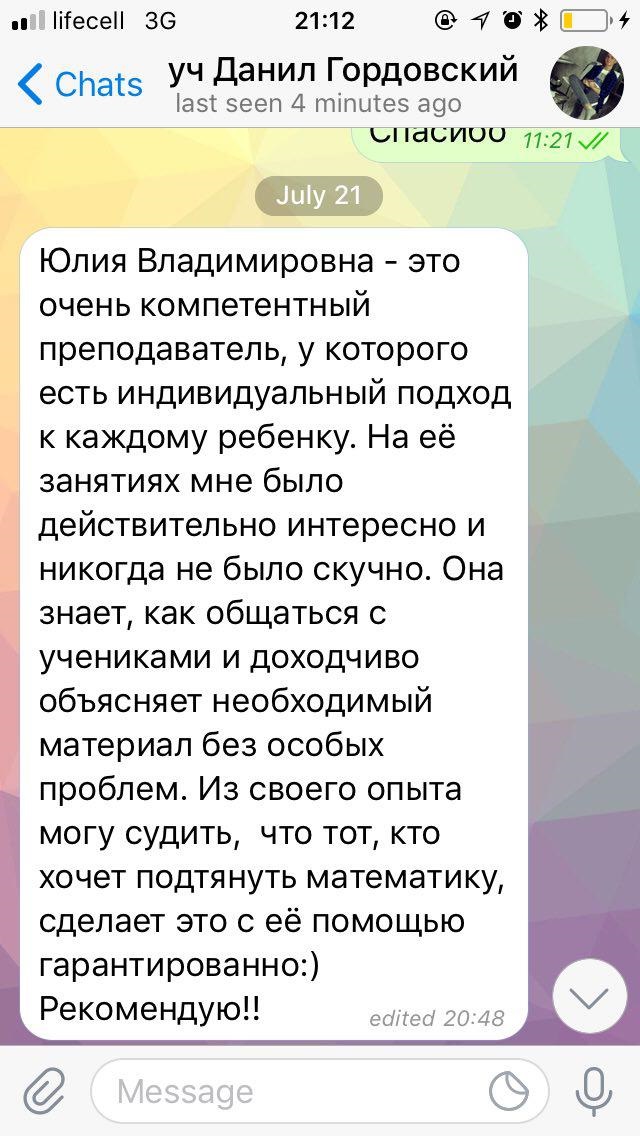 lifecell 3G 21:12
Chats
уч Данил Гордовский
last seen 4 minutes ago
Спасибо 11:21
July 21
Юлия Владимировна - это
очень компетентный
преподаватель, у которого
есть индивидуальный подход
к каждому ребенку. На её
занятиях мне было
действительно интересно и
никогда не было скучно. Она
знает, как общаться с
учениками и доходчиво
объясняет необходимый
материал без особых
проблем. Из своего опыта
могу судить,  что тот, кто
хочет подтянуть математику,
сделает это с её помощью
гарантированно:)
Рекомендую!!
edited 20:48
Message